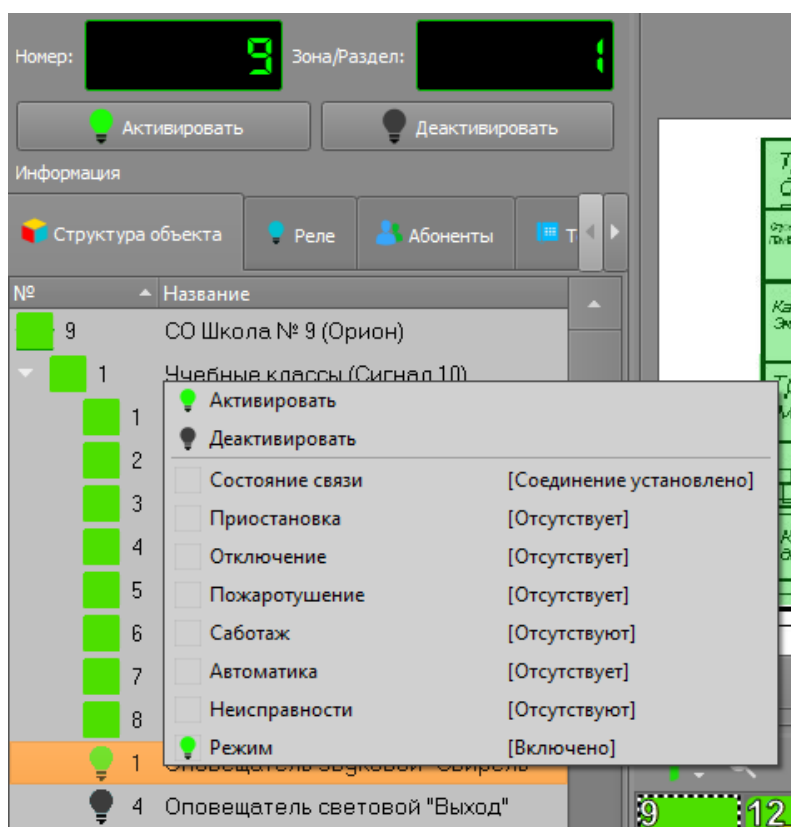 Номер: 9 Зона/Раздел: 1
Активировать Деактивировать
Информация
Структура объекта Реле Абоненты Т
№ Название
9 СО Школа № 9 (Орион)
1 Учебные классы (Сигнал 10)
Активировать
1
Деактивировать
2
Состояние связи [Соединение установлено]
3
Приостановка [Отсутствует]
4
Отключение [Отсутствует]
5
Пожаротушение [Отсутствует]
6
Саботаж [Отсутствуют]
7
Автоматика [Отсутствует]
8
Неисправности [Отсутствуют]
Режим [Включено]
1 Оповещатель звуковой "Свирель"
4 Оповещатель световой "Выход"
9 12